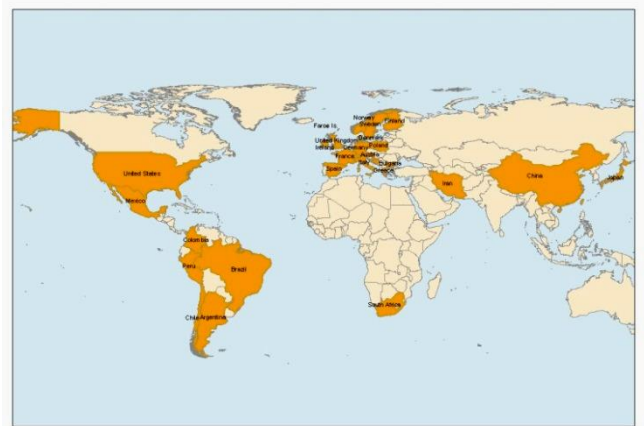 Norway
Sweden
Finland
Faroe Is.
Denmark
United Kingdom
Ireland
Germany
Poland
France
Austria
Italy
Bulgaria
Spain
Greece
United States
Iran
China
Japan
Mexico
Colombia
Peru
Brazil
Chile
Argentina
South Africa